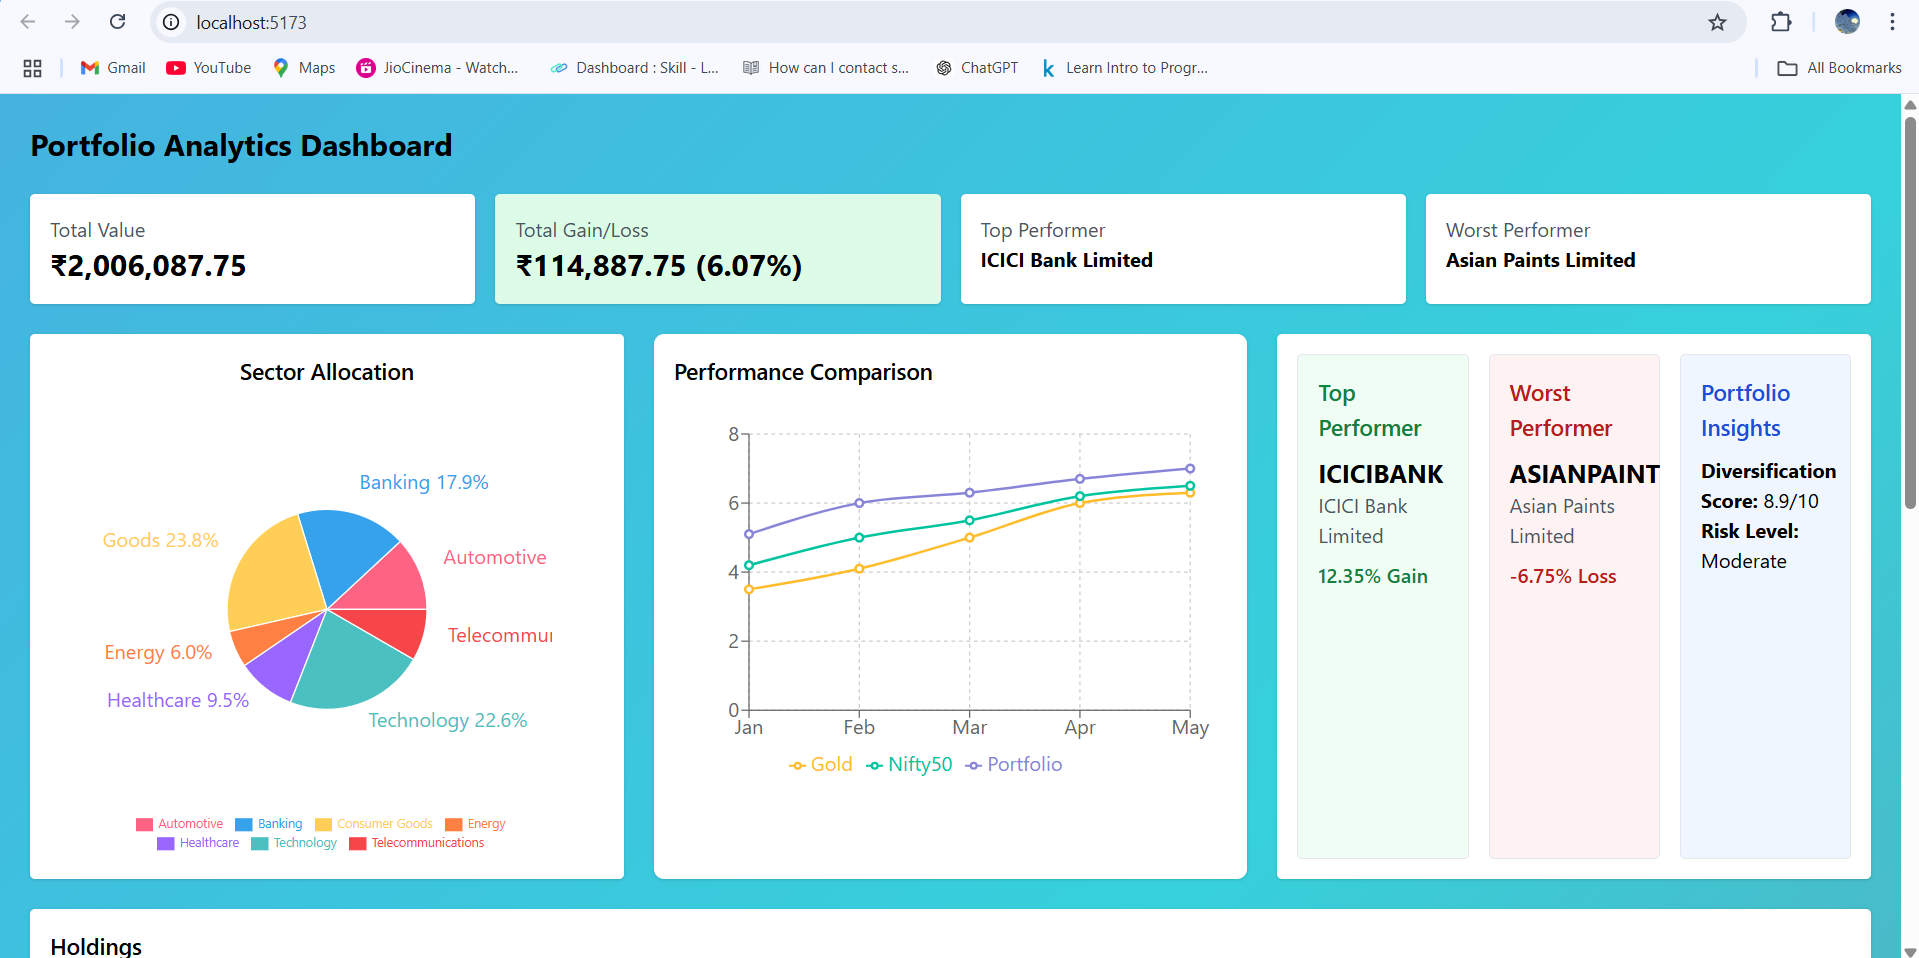 localhost:5173
Gmail
YouTube
Maps
JioCinema - Watch...
Dashboard : Skill - L...
How can I contact s...
ChatGPT
Learn Intro to Progr...
All Bookmarks
Portfolio Analytics Dashboard
Total Value
₹2,006,087.75
Total Gain/Loss
₹114,887.75 (6.07%)
Top Performer
ICICI Bank Limited
Worst Performer
Asian Paints Limited
Sector Allocation
Banking 17.9%
Goods 23.8%
Automotive
Telecommu
Energy 6.0%
Healthcare 9.5%
Technology 22.6%
Automotive
Banking
Consumer Goods
Energy
Healthcare
Technology
Telecommunications
Performance Comparison
8
6
4
2
0
Jan
Feb
Mar
Apr
May
Gold
Nifty50
Portfolio
Top
Performer
ICICIBANK
ICICI Bank
Limited
12.35% Gain
Worst
Performer
ASIANPAINT
Asian Paints
Limited
-6.75% Loss
Portfolio
Insights
Diversification
Score: 8.9/10
Risk Level:
Moderate
Holdings